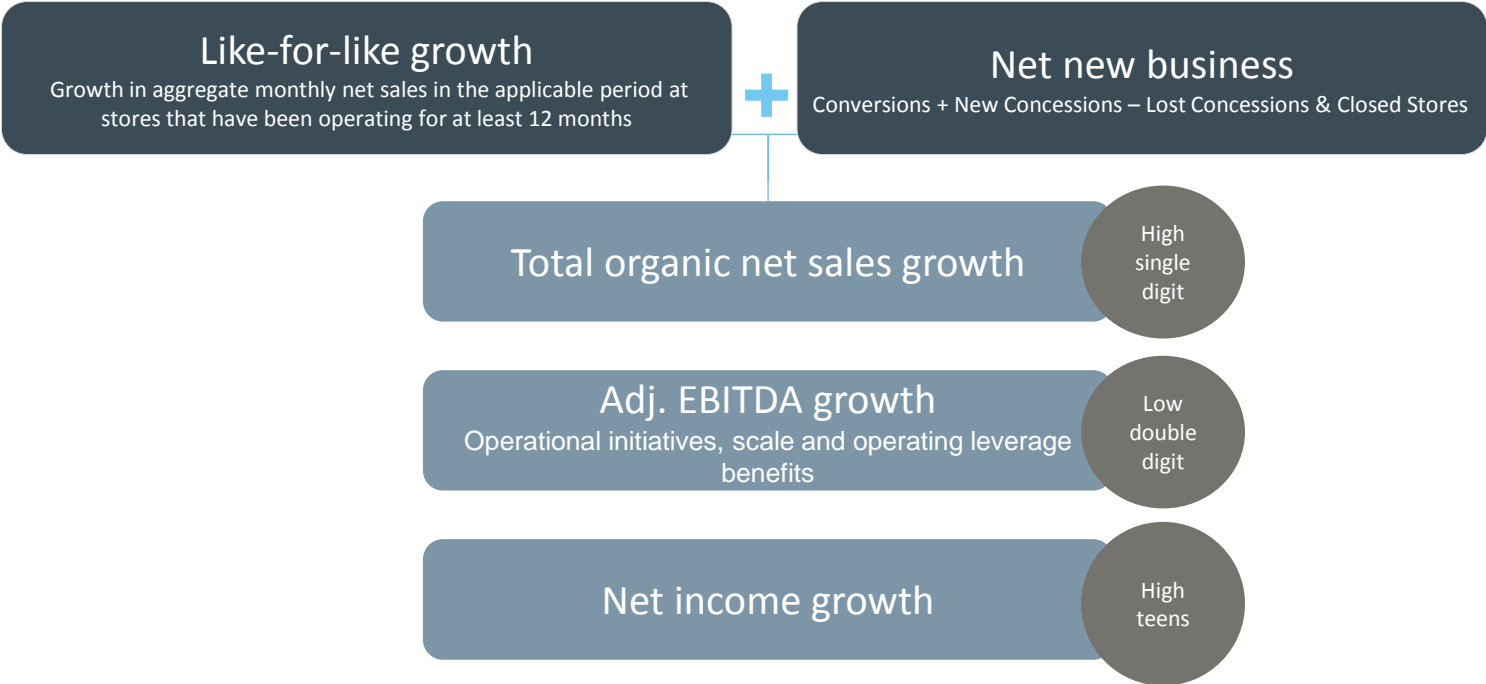 Like-for-like growth
Growth in aggregate monthly net sales in the applicable period at
stores that have been operating for at least 12 months
Net new business
Conversions + New Concessions – Lost Concessions & Closed Stores
Total organic net sales growth
High
single
digit
Adj. EBITDA growth
Operational initiatives, scale and operating leverage
benefits
Low
double
digit
Net income growth
High
teens